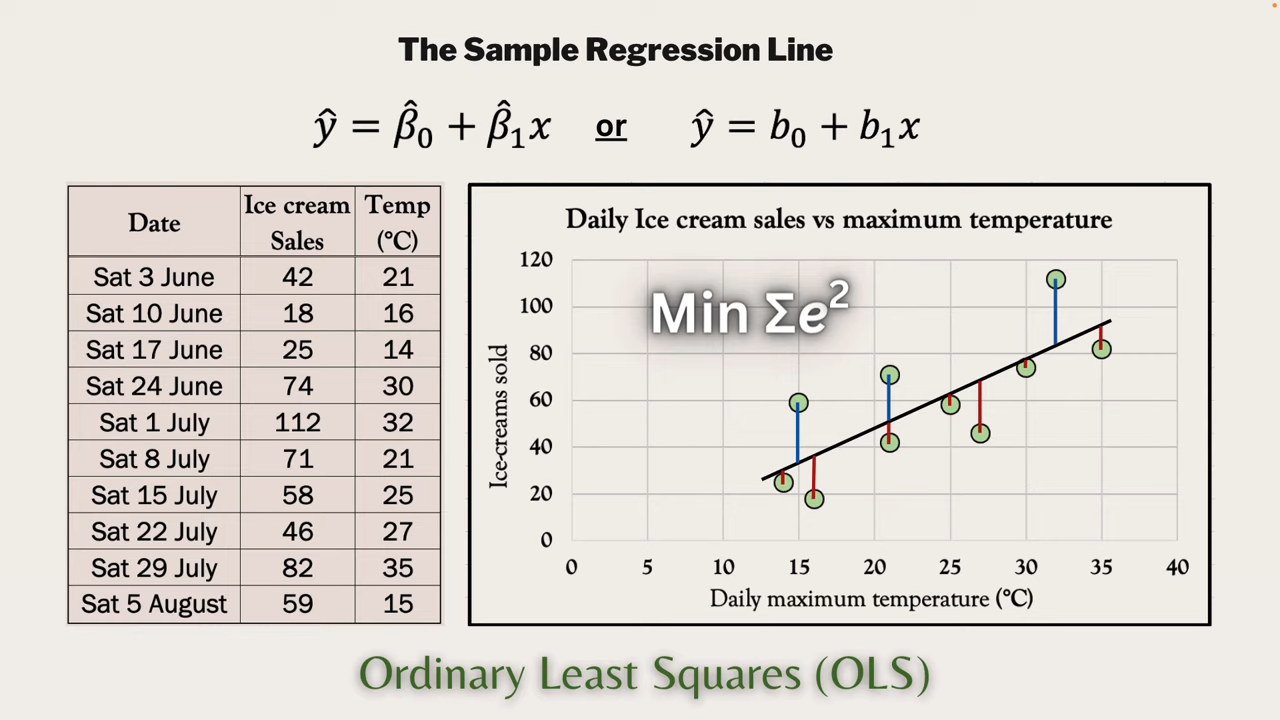 The Sample Regression Line
ŷ = β̂₀ + β̂₁x or ŷ = b₀ + b₁x
Date Ice cream Sales Temp (°C)
Sat 3 June 42 21
Sat 10 June 18 16
Sat 17 June 25 14
Sat 24 June 74 30
Sat 1 July 112 32
Sat 8 July 71 21
Sat 15 July 58 25
Sat 22 July 46 27
Sat 29 July 82 35
Sat 5 August 59 15
Daily Ice cream sales vs maximum temperature
Min Σe²
Ice-creams sold
120
100
80
60
40
20
0
0 5 10 15 20 25 30 35 40
Daily maximum temperature (°C)
Ordinary Least Squares (OLS)